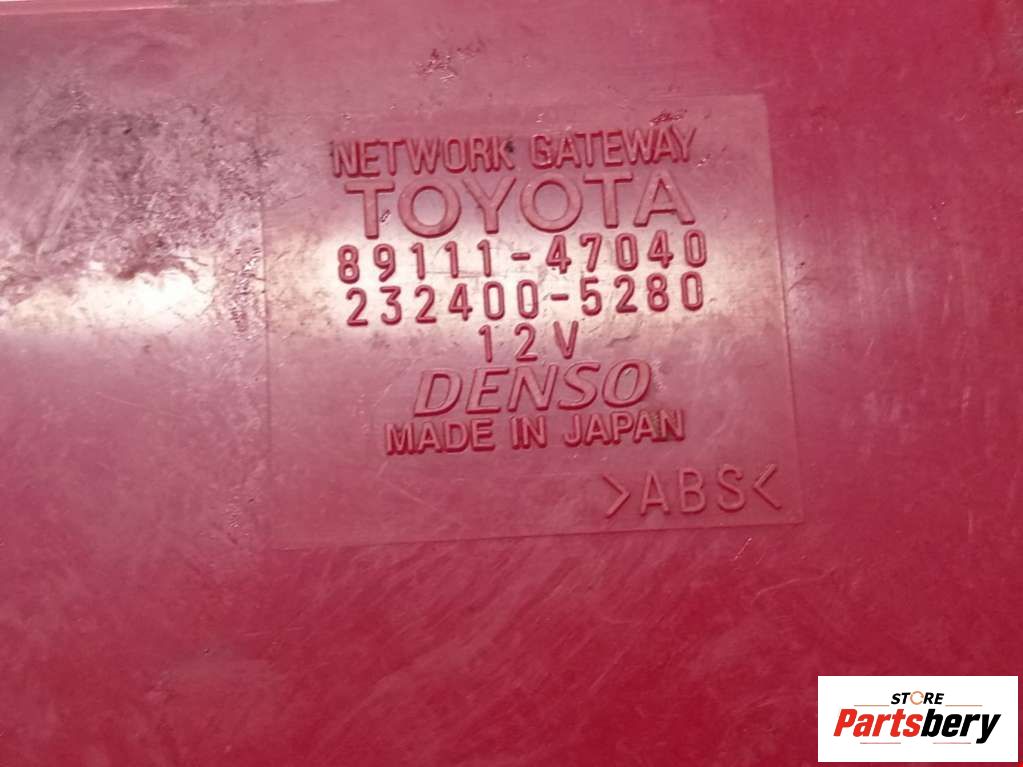 NETWORK GATEWAY
TOYOTA
89111-47040
232400-5280
12V
DENSO
MADE IN JAPAN
>ABS<
STORE
Partsbery